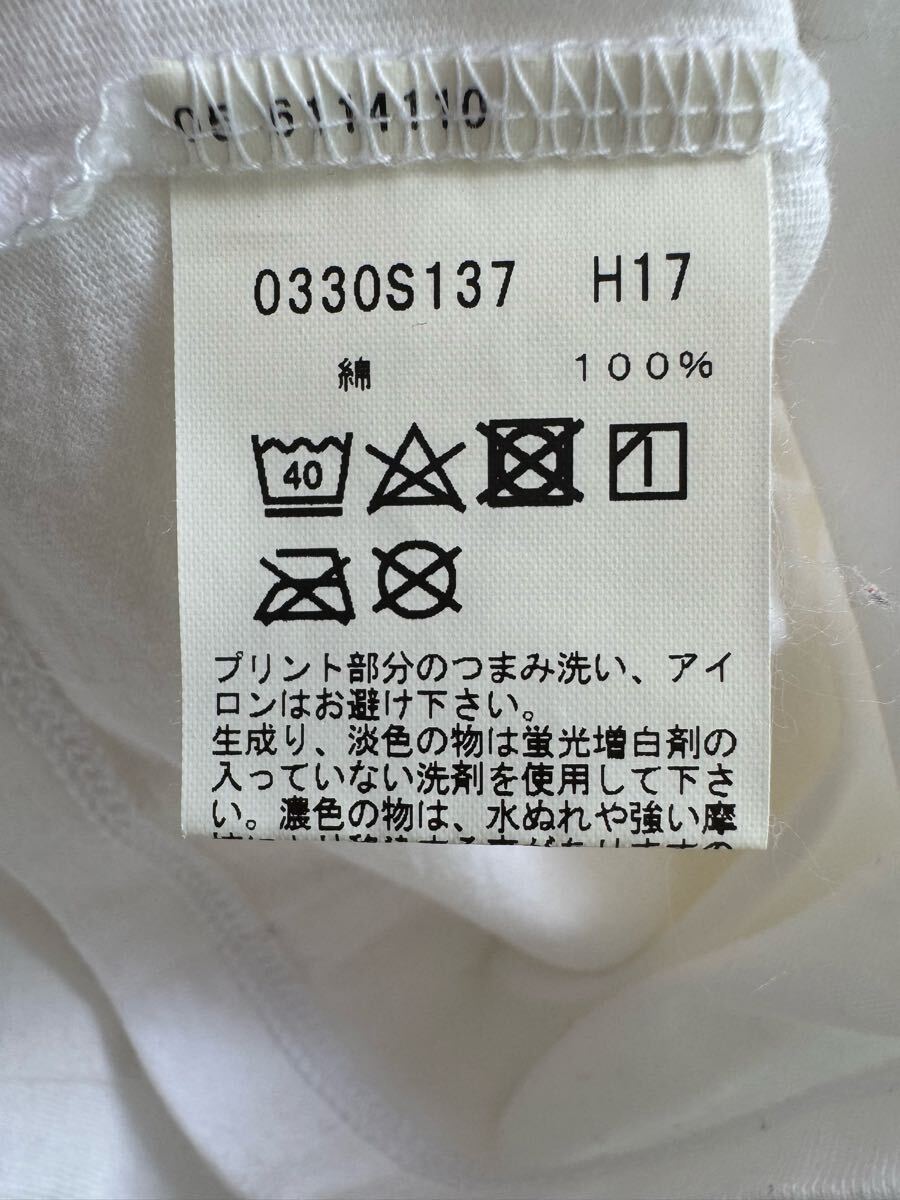 05 6114110
0330S137 H17
綿 100%
40
プリント部分のつまみ洗い、アイ
ロンはお避け下さい。
生成り、淡色の物は蛍光増白剤の
入っていない洗剤を使用して下さ
い。濃色の物は、水ぬれや強い摩